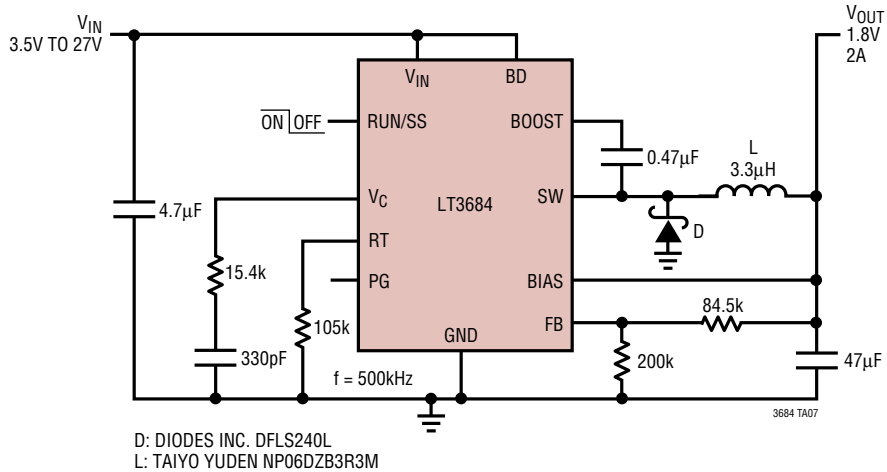 VIN
3.5V TO 27V
VOUT
1.8V
2A
VIN
BD
ON OFF
RUN/SS
BOOST
0.47µF
L
3.3µH
VC
LT3684
SW
4.7µF
D
RT
15.4k
PG
BIAS
84.5k
105k
FB
GND
330pF
200k
47µF
f = 500kHz
3684 TA07
D: DIODES INC. DFLS240L
L: TAIYO YUDEN NP06DZB3R3M